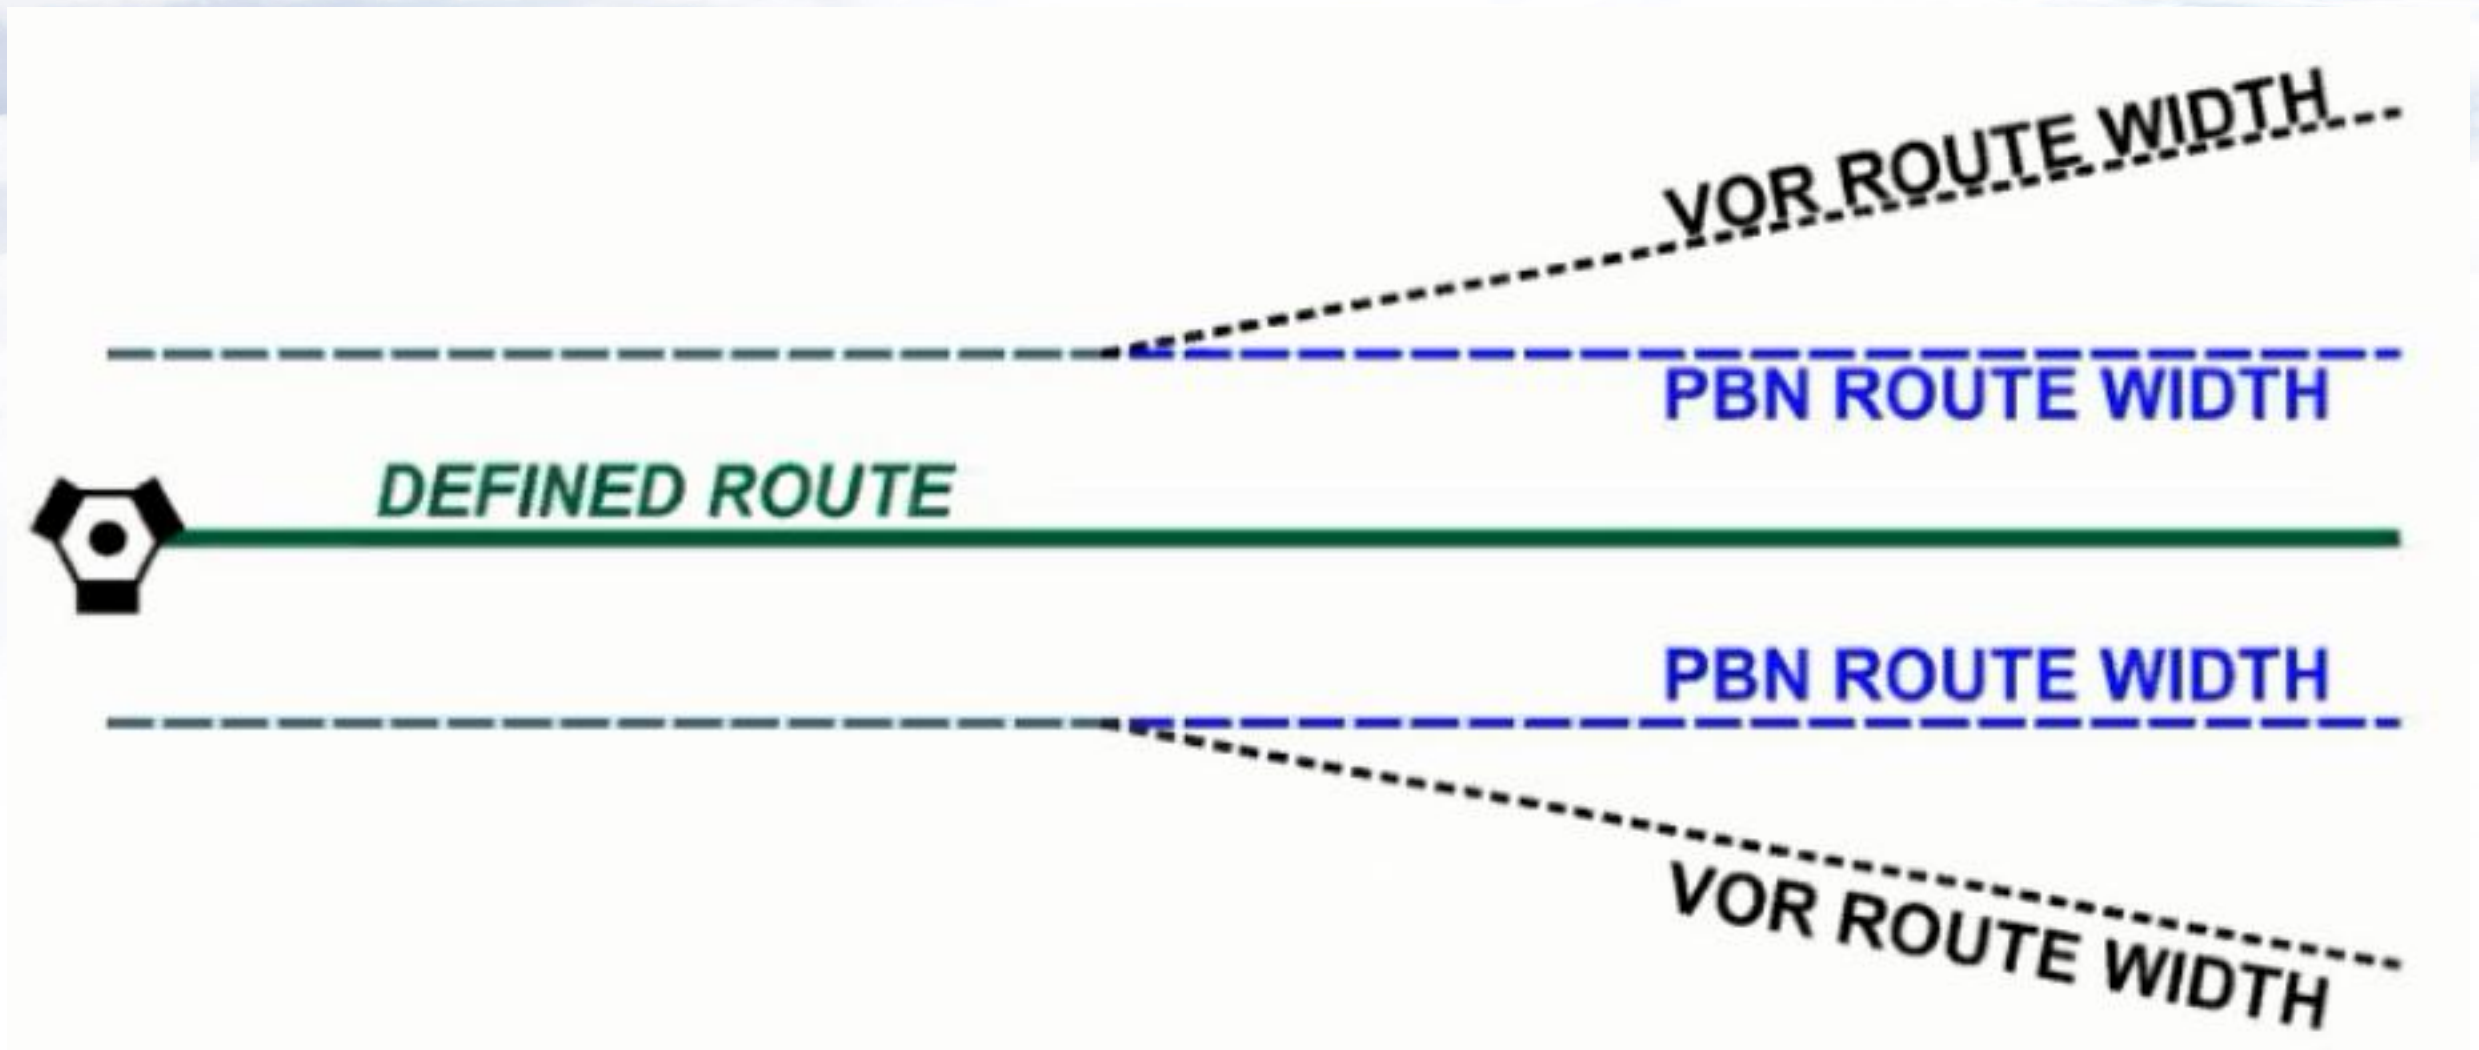 VOR ROUTE WIDTH
PBN ROUTE WIDTH
DEFINED ROUTE
PBN ROUTE WIDTH
VOR ROUTE WIDTH